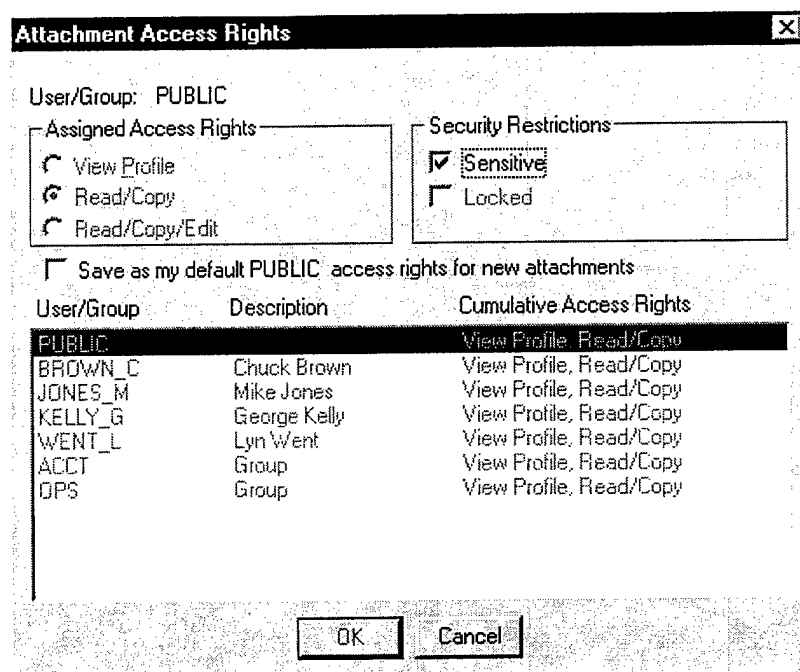 Attachment Access Rights
User/Group: PUBLIC
Assigned Access Rights
View Profile
Read/Copy
Read/Copy/Edit
Security Restrictions
Sensitive
Locked
Save as my default PUBLIC access rights for new attachments
User/Group Description Cumulative Access Rights
PUBLIC View Profile, Read/Copy
BROWN_C Chuck Brown View Profile, Read/Copy
JONES_M Mike Jones View Profile, Read/Copy
KELLY_G George Kelly View Profile, Read/Copy
WENT_L Lyn Went View Profile, Read/Copy
ACCT Group View Profile, Read/Copy
OPS Group View Profile, Read/Copy
OK Cancel